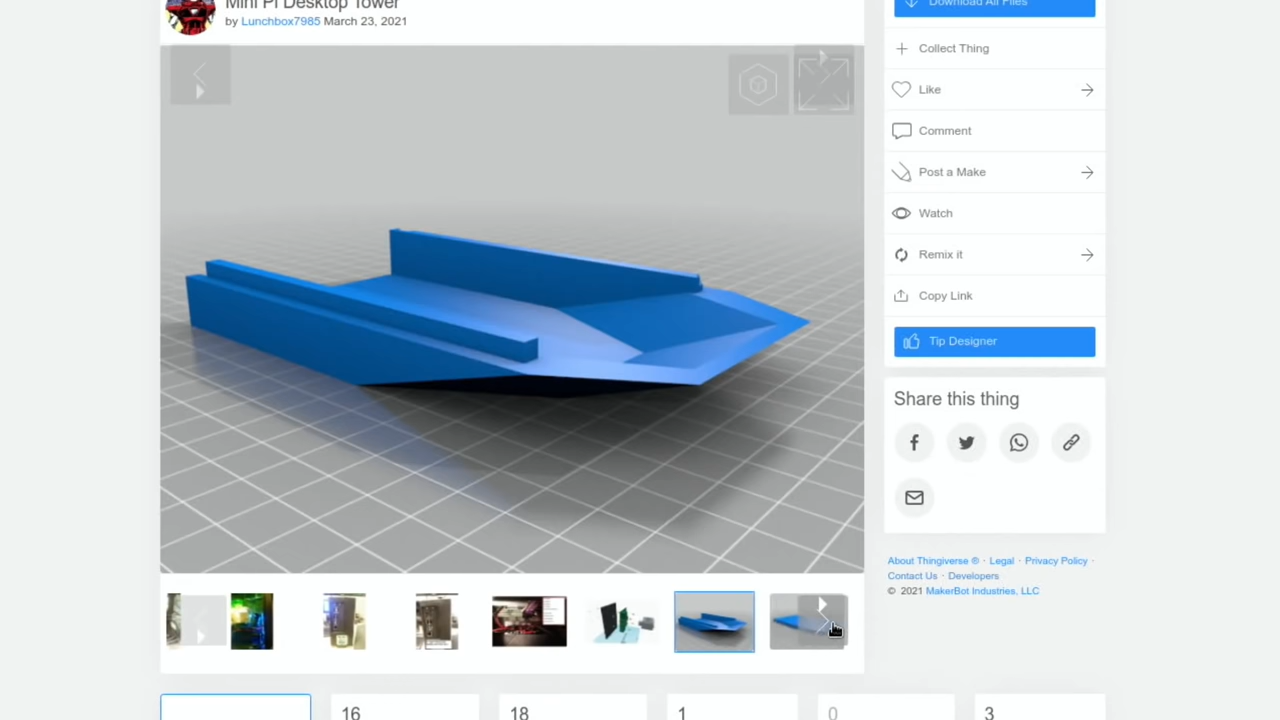 Mini Pi Desktop Tower
by Lunchbox7985 March 23, 2021
Download All Files
Collect Thing
Like
Comment
Post a Make
Watch
Remix it
Copy Link
Tip Designer
Share this thing
About Thingiverse ® · Legal · Privacy Policy ·
Contact Us · Developers
© 2021 MakerBot Industries, LLC
16
18
1
0
3